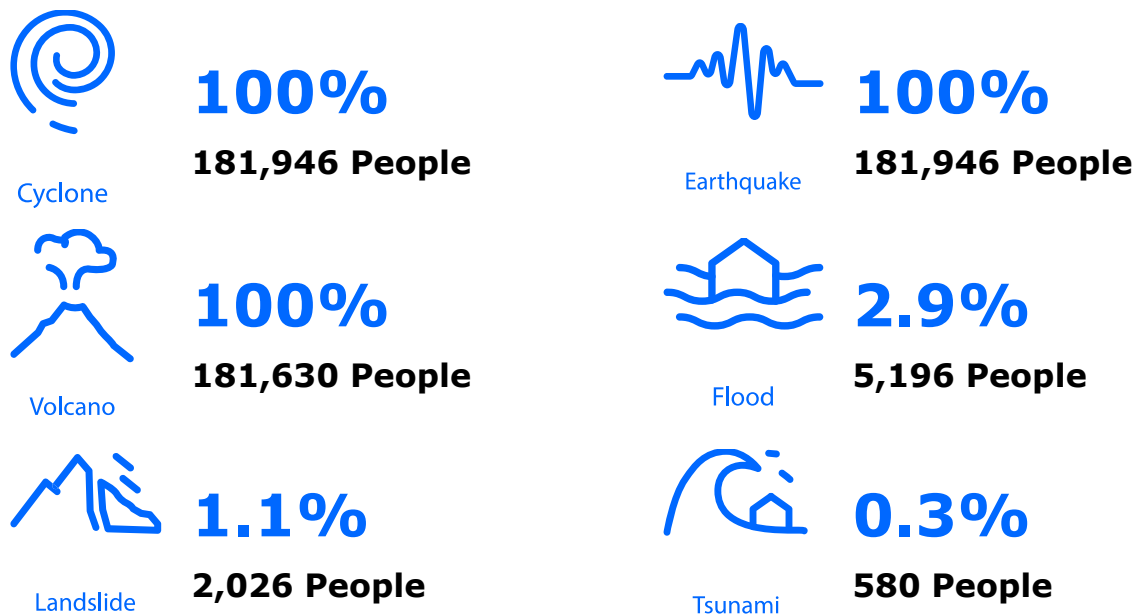 100%
181,946 People
Cyclone
100%
181,946 People
Earthquake
100%
181,630 People
Volcano
2.9%
5,196 People
Flood
1.1%
2,026 People
Landslide
0.3%
580 People
Tsunami